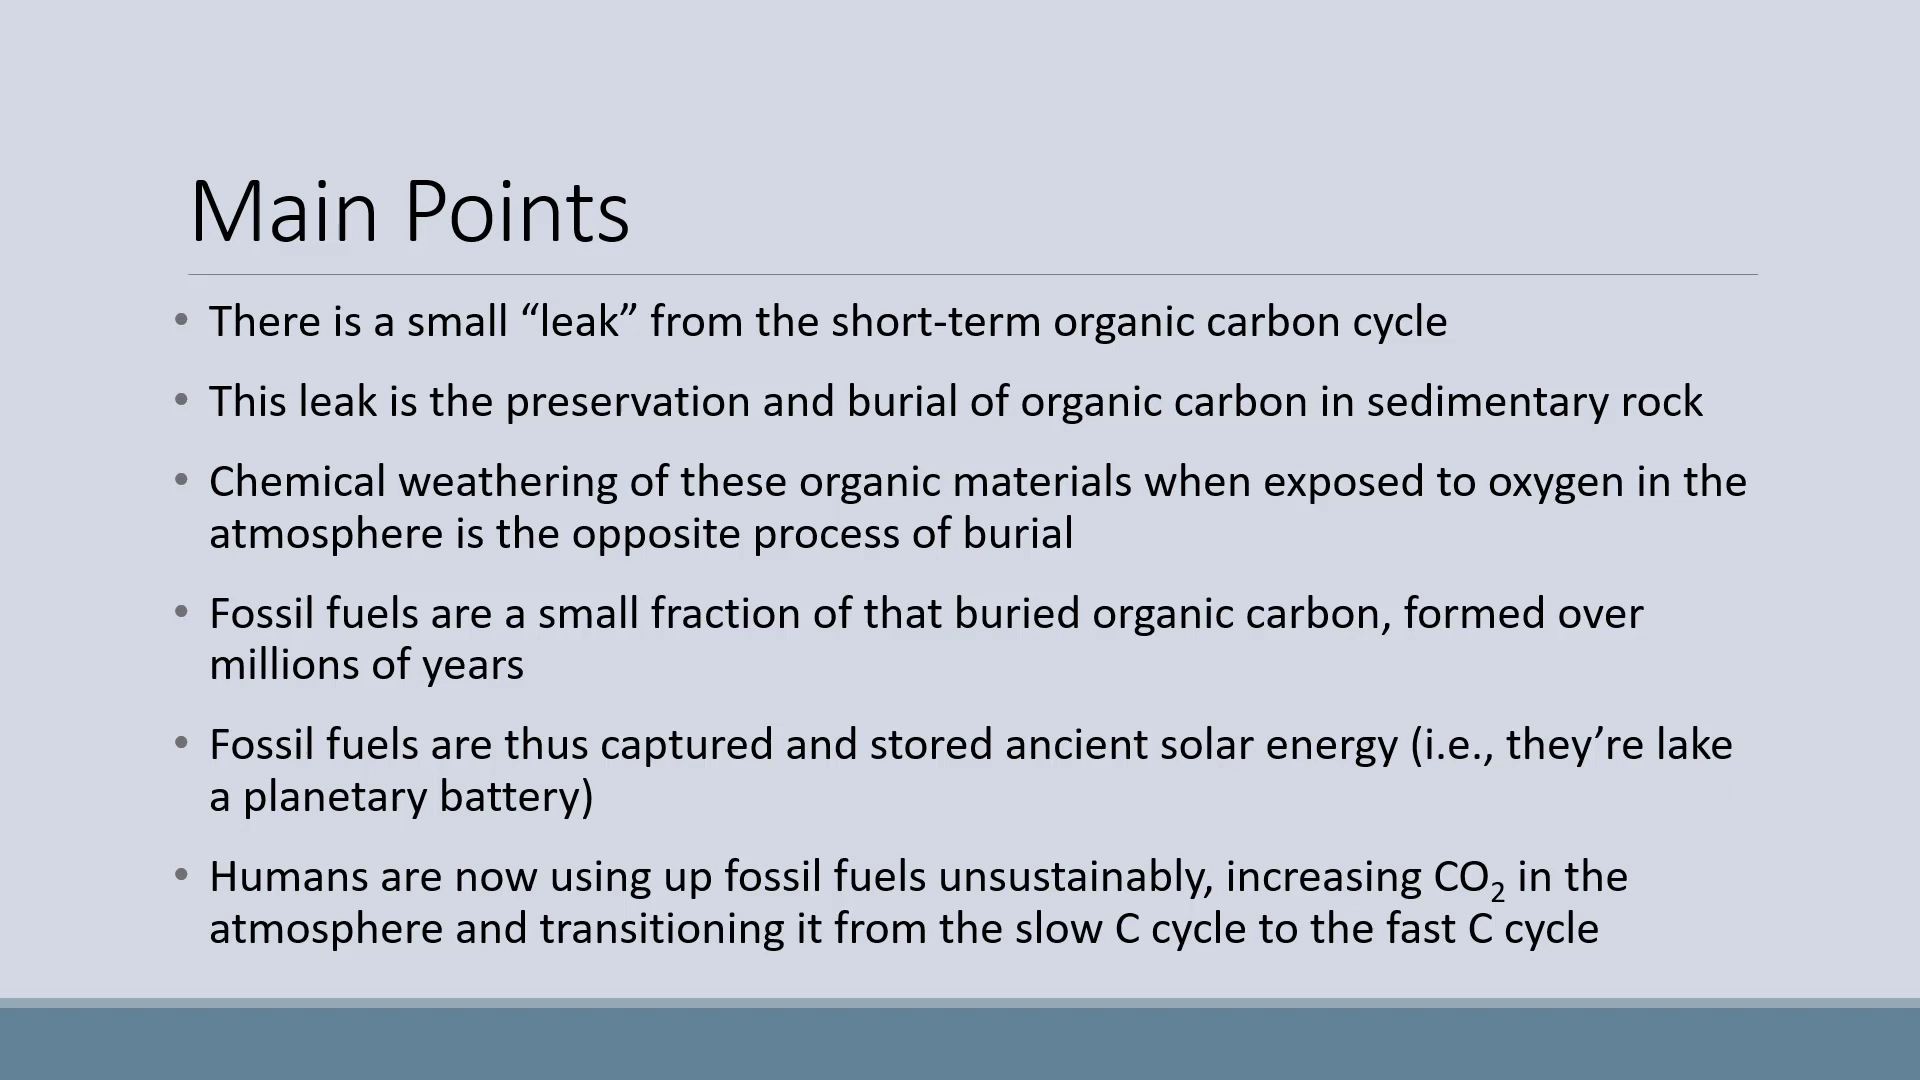 Main Points
• There is a small “leak” from the short-term organic carbon cycle
• This leak is the preservation and burial of organic carbon in sedimentary rock
• Chemical weathering of these organic materials when exposed to oxygen in the
atmosphere is the opposite process of burial
• Fossil fuels are a small fraction of that buried organic carbon, formed over
millions of years
• Fossil fuels are thus captured and stored ancient solar energy (i.e., they’re lake
a planetary battery)
• Humans are now using up fossil fuels unsustainably, increasing CO₂ in the
atmosphere and transitioning it from the slow C cycle to the fast C cycle